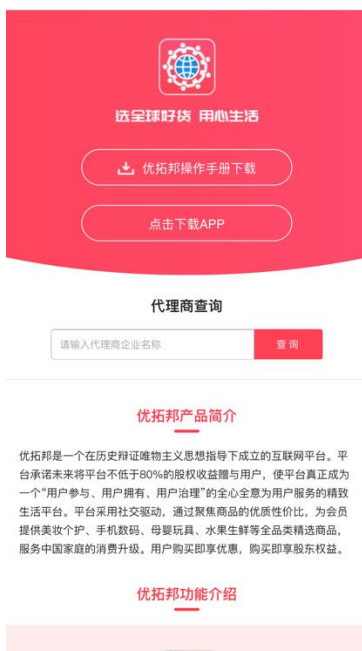 选全球好货 用心生活
优拓邦操作手册下载
点击下载APP
代理商查询
请输入代理商企业名称
查询
优拓邦产品简介
优拓邦是一个在历史辩证唯物主义思想指导下成立的互联网平台。平
台承诺未来将平台不低于80%的股权收益赠与用户，使平台真正成为
一个“用户参与、用户拥有、用户治理”的全心全意为用户服务的精致
生活平台。平台采用社交驱动，通过聚焦商品的优质性价比，为会员
提供美妆个护、手机数码、母婴玩具、水果生鲜等全品类精选商品，
服务中国家庭的消费升级。用户购买即享优惠，购买即享股东权益。
优拓邦功能介绍